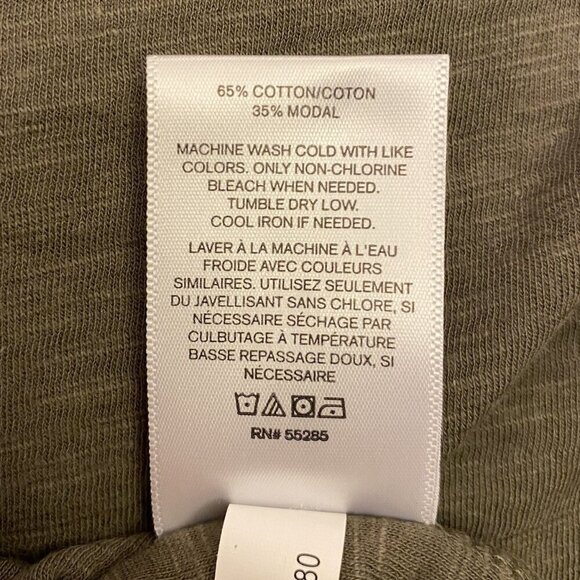 65% COTTON/COTON
35% MODAL
MACHINE WASH COLD WITH LIKE
COLORS. ONLY NON-CHLORINE
BLEACH WHEN NEEDED.
TUMBLE DRY LOW.
COOL IRON IF NEEDED.
LAVER À LA MACHINE À L'EAU
FROIDE AVEC COULEURS
SIMILAIRES. UTILISEZ SEULEMENT
DU JAVELLISANT SANS CHLORE, SI
NÉCESSAIRE SÉCHAGE PAR
CULBUTAGE À TEMPÉRATURE
BASSE REPASSAGE DOUX, SI
NÉCESSAIRE
RN# 55285
80